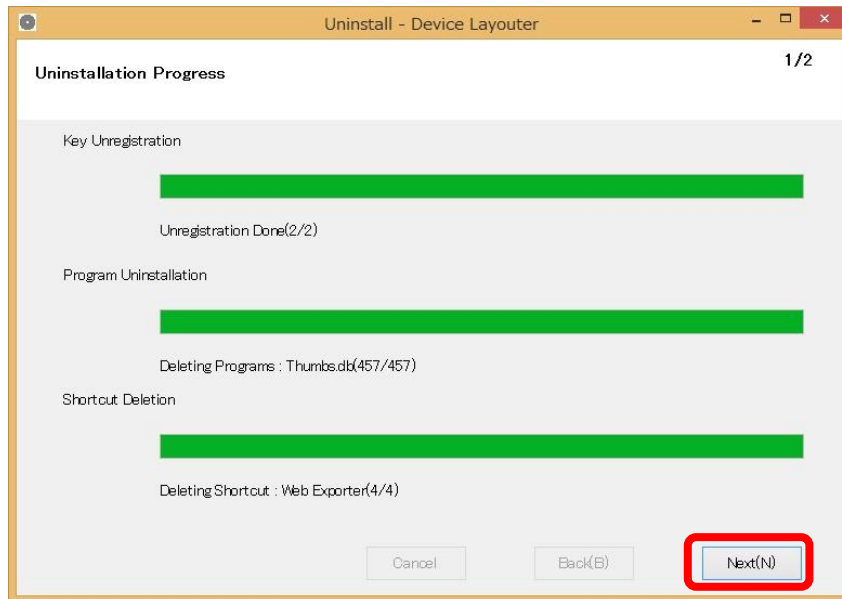 Uninstall - Device Layouter
1/2
Uninstallation Progress
Key Unregistration
Unregistration Done(2/2)
Program Uninstallation
Deleting Programs : Thumbs.db(457/457)
Shortcut Deletion
Deleting Shortcut : Web Exporter(4/4)
Cancel Back(B) Next(N)